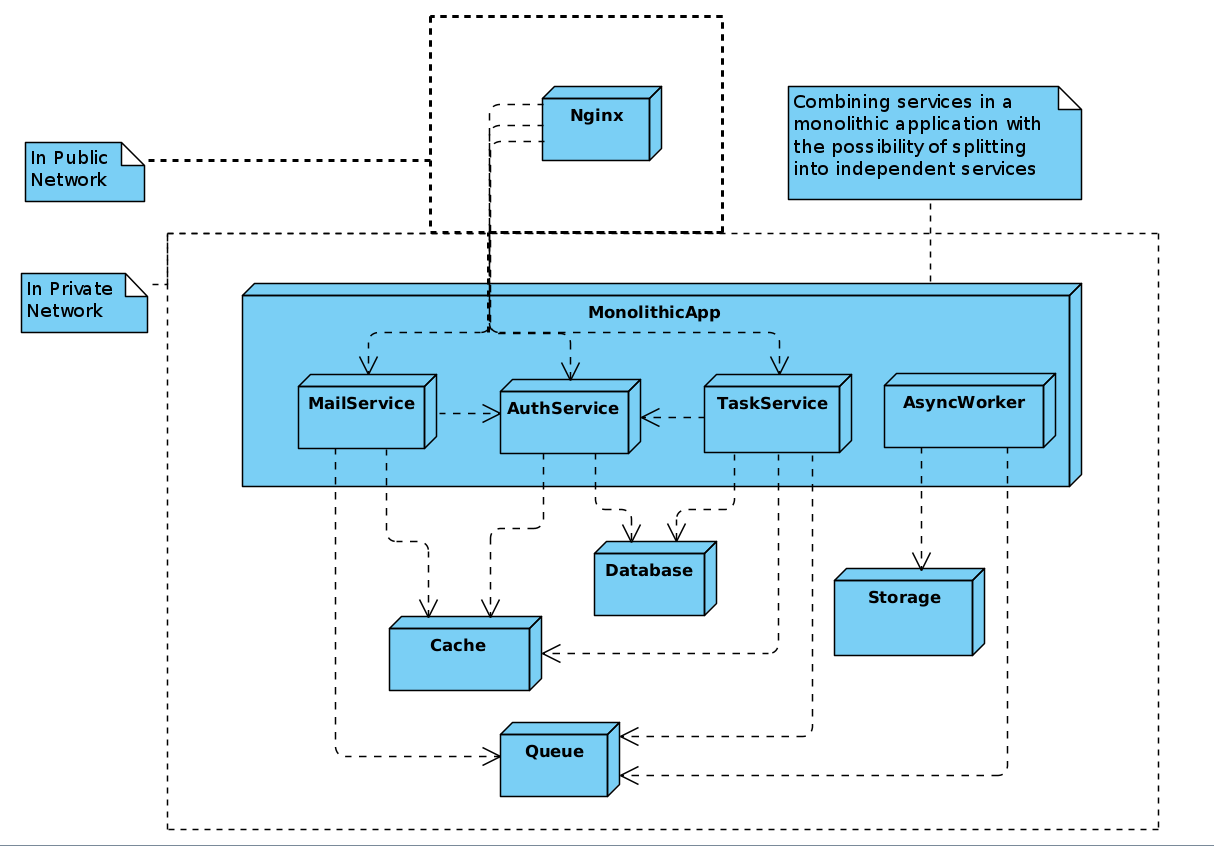 Nginx
Combining services in a
monolithic application with
the possibility of splitting
into independent services
In Public
Network
In Private
Network
MonolithicApp
MailService
AuthService
TaskService
AsyncWorker
Database
Storage
Cache
Queue